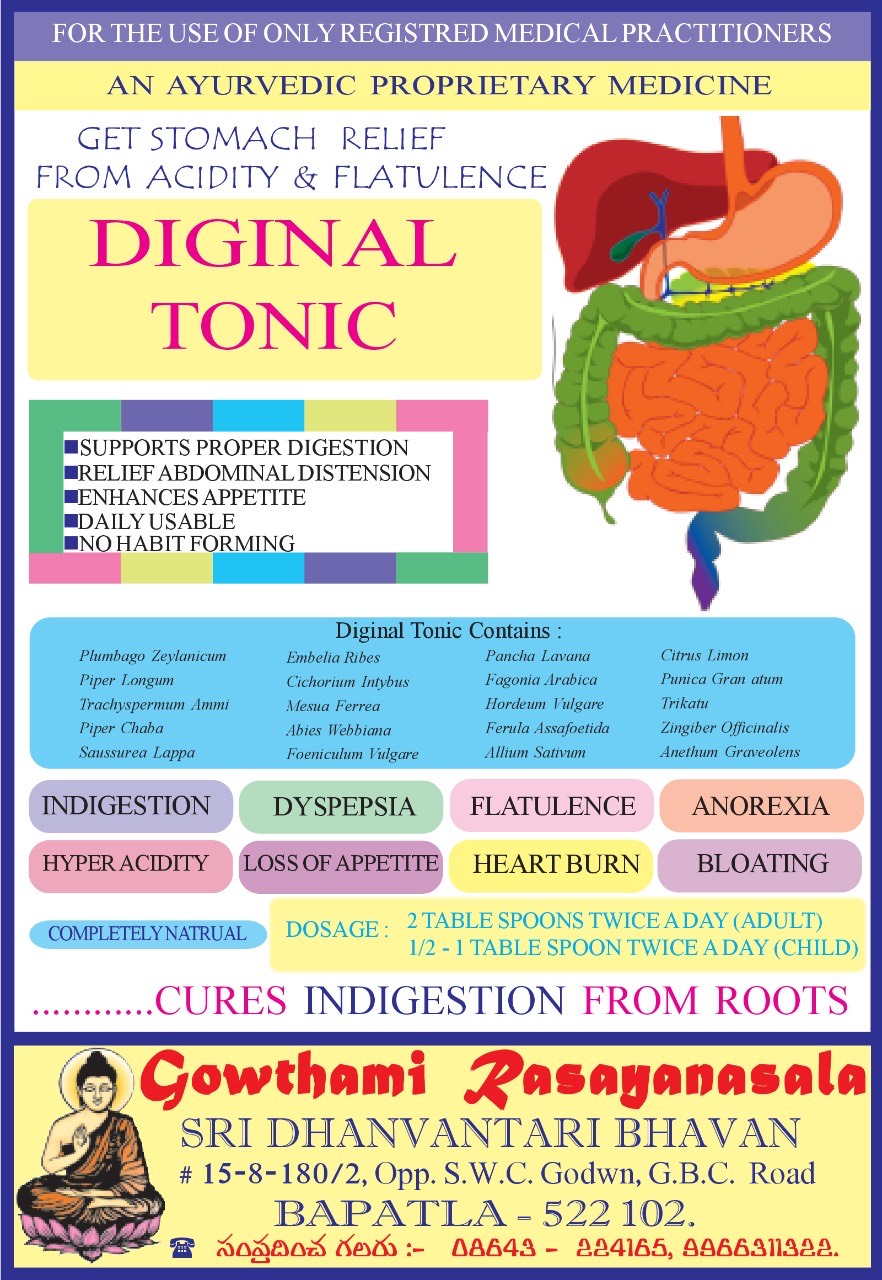 FOR THE USE OF ONLY REGISTRED MEDICAL PRACTITIONERS
AN AYURVEDIC PROPRIETARY MEDICINE
GET STOMACH RELIEF
FROM ACIDITY & FLATULENCE
DIGINAL
TONIC
SUPPORTS PROPER DIGESTION
RELIEF ABDOMINAL DISTENSION
ENHANCES APPETITE
DAILY USABLE
NO HABIT FORMING
Diginal Tonic Contains :
Plumbago Zeylanicum Embelia Ribes Pancha Lavana Citrus Limon
Piper Longum Cichorium Intybus Fagonia Arabica Punica Gran atum
Trachyspermum Ammi Mesua Ferrea Hordeum Vulgare Trikatu
Piper Chaba Abies Webbiana Ferula Assafoetida Zingiber Officinalis
Saussurea Lappa Foeniculum Vulgare Allium Sativum Anethum Graveolens
INDIGESTION DYSPEPSIA FLATULENCE ANOREXIA
HYPER ACIDITY LOSS OF APPETITE HEART BURN BLOATING
COMPLETELY NATRUAL
DOSAGE : 2 TABLE SPOONS TWICE A DAY (ADULT)
1/2 - 1 TABLE SPOON TWICE A DAY (CHILD)
............CURES INDIGESTION FROM ROOTS
Gowthami Rasayanasala
SRI DHANVANTARI BHAVAN
# 15-8-180/2, Opp. S.W.C. Godwn, G.B.C. Road
BAPATLA - 522 102.
సంప్రదించ గలరు :- 08643 - 224165, 9866311322.